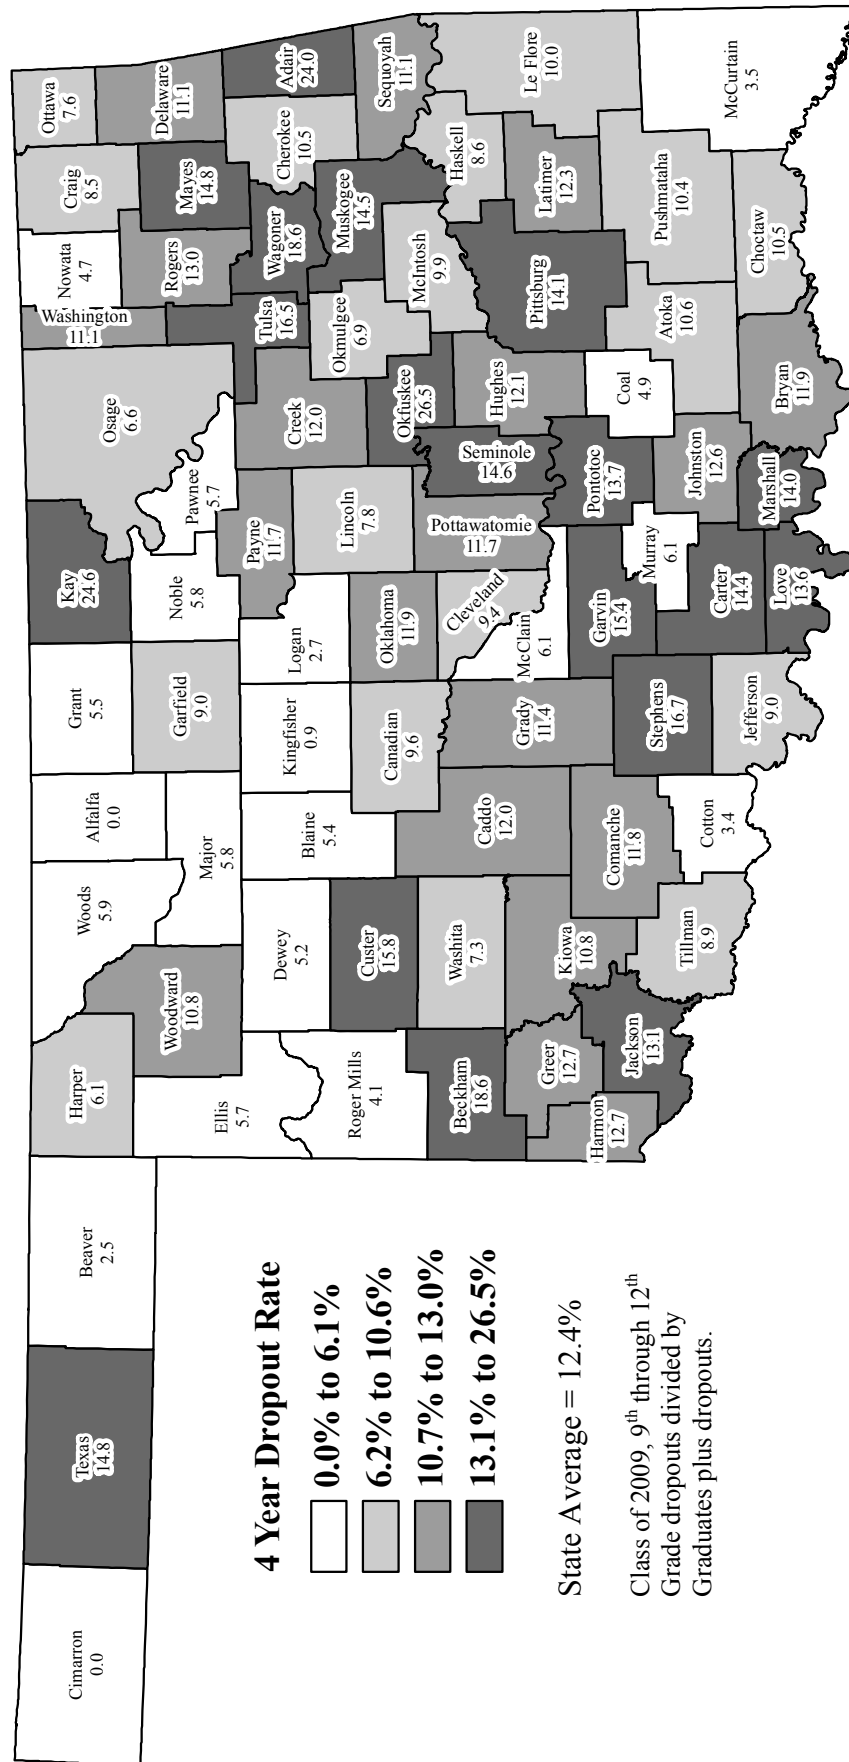 Cimarron
0.0
Texas
14.8
Beaver
2.5
Harper
6.1
Woods
5.9
Alfalfa
0.0
Grant
5.5
Kay
24.6
Osage
6.6
Washington
11.1
Nowata
4.7
Craig
8.5
Ottawa
7.6
Ellis
5.7
Woodward
10.8
Major
5.8
Garfield
9.0
Noble
5.8
Pawnee
5.7
Rogers
13.0
Mayes
14.8
Delaware
11.1
Roger Mills
4.1
Dewey
5.2
Blaine
5.4
Kingfisher
0.9
Logan
2.7
Payne
11.7
Creek
12.0
Tulsa
16.5
Wagoner
18.6
Cherokee
10.5
Adair
24.0
Custer
15.8
Canadian
9.6
Oklahoma
11.9
Lincoln
7.8
Okfuskee
26.5
Okmulgee
6.9
Muskogee
14.5
Sequoyah
11.1
Beckham
18.6
Washita
7.3
Caddo
12.0
Grady
11.4
McClain
6.1
Cleveland
9.4
Pottawatomie
11.7
Seminole
14.6
Hughes
12.1
McIntosh
9.9
Haskell
8.6
Harmon
12.7
Greer
12.7
Kiowa
10.8
Comanche
11.8
Stephens
16.7
Garvin
15.4
Murray
6.1
Pontotoc
13.7
Coal
4.9
Pittsburg
14.1
Latimer
12.3
Le Flore
10.0
Jackson
13.1
Tillman
8.9
Cotton
3.4
Jefferson
9.0
Carter
14.4
Johnston
12.6
Atoka
10.6
Pushmataha
10.4
McCurtain
3.5
Love
13.6
Marshall
14.0
Bryan
11.9
Choctaw
10.5
4 Year Dropout Rate
0.0% to 6.1%
6.2% to 10.6%
10.7% to 13.0%
13.1% to 26.5%
State Average = 12.4%
Class of 2009, 9th through 12th
Grade dropouts divided by
Graduates plus dropouts.